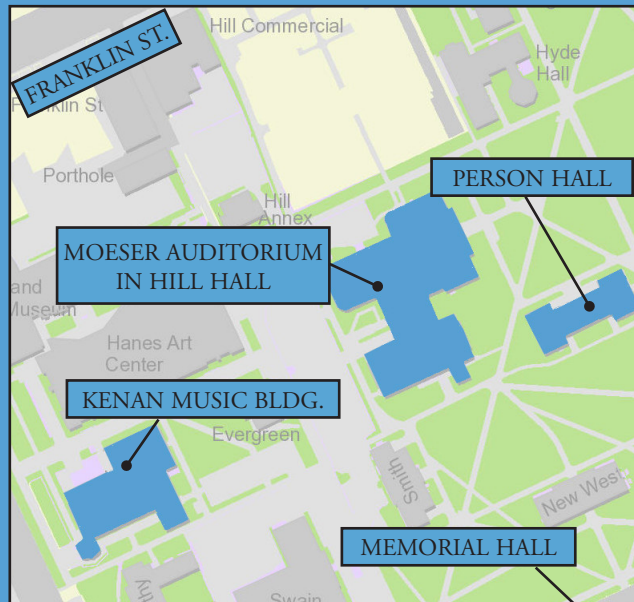 Hill Commercial
FRANKLIN ST.
Hyde
Hall
Franklin St
Porthole
PERSON HALL
Hill
Annex
MOESER AUDITORIUM
IN HILL HALL
and
Museum
Hanes Art
Center
KENAN MUSIC BLDG.
Evergreen
Smith
New West
MEMORIAL HALL
Swain